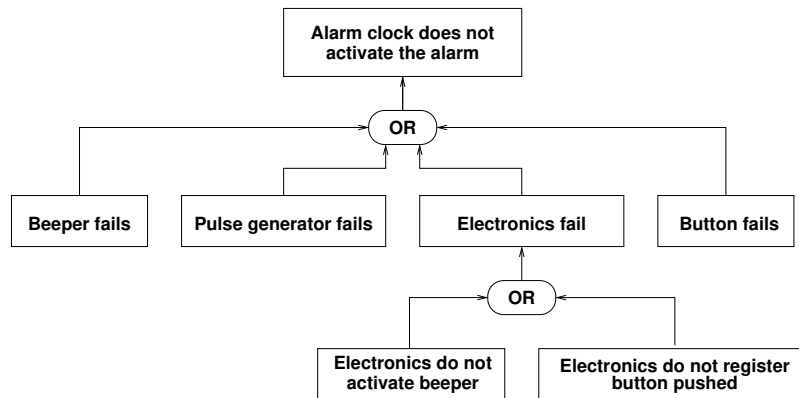 Alarm clock does not
activate the alarm
OR
Beeper fails
Pulse generator fails
Electronics fail
Button fails
OR
Electronics do not
activate beeper
Electronics do not register
button pushed